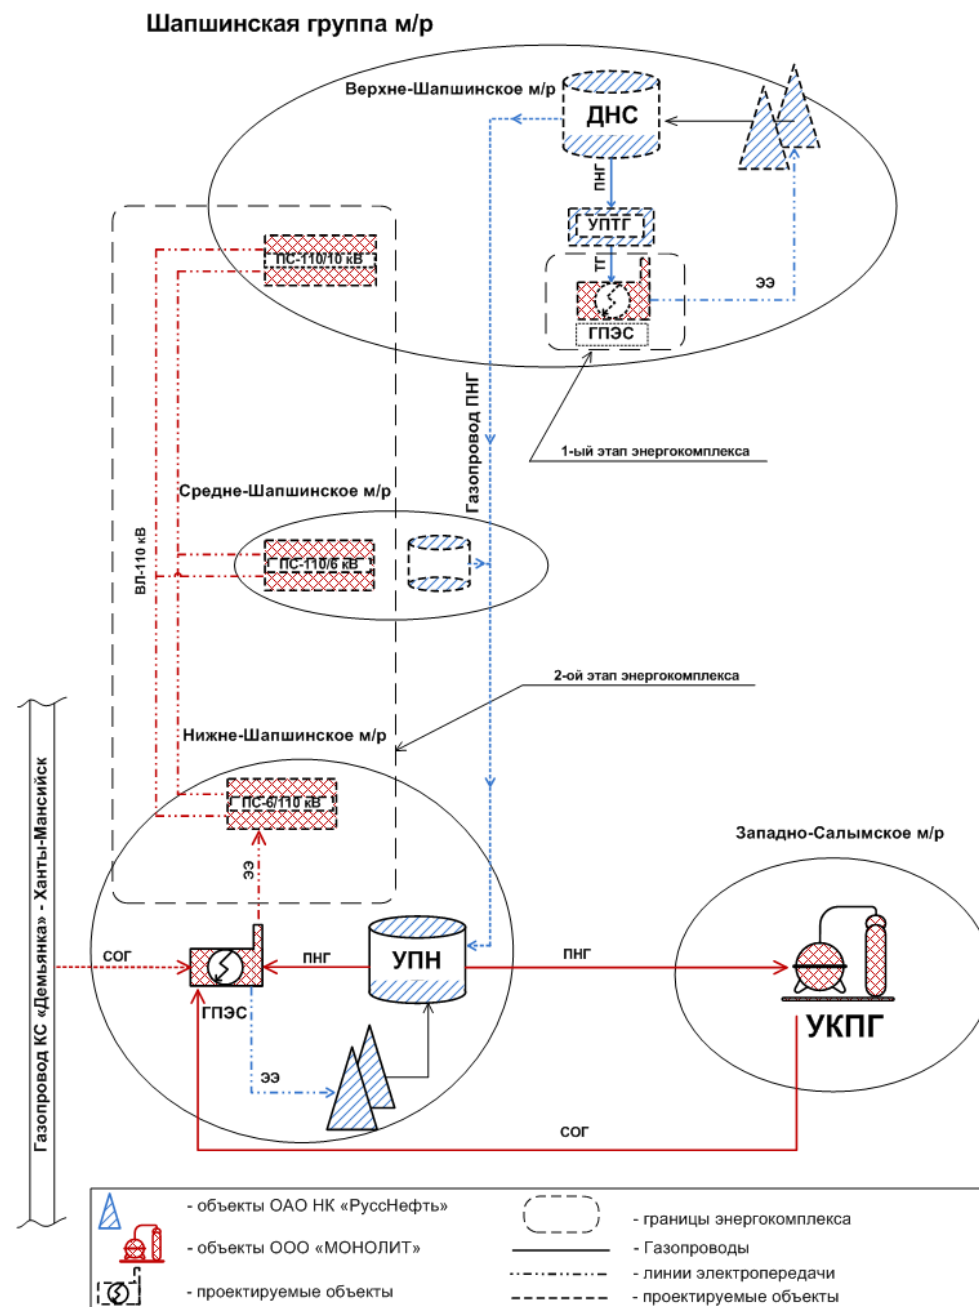 Шапшинская группа м/р
Верхне-Шапшинское м/р
ДНС
ПНГ
УПТГ
ТГ
ПС-110/10 кВ
ЭЭ
ГПЭС
Газопровод ПНГ
1-ый этап энергокомплекса
Средне-Шапшинское м/р
ВЛ-110 кВ
ПС-110/6 кВ
2-ой этап энергокомплекса
Нижне-Шапшинское м/р
ПС-6/110 кВ
Западно-Салымское м/р
ЭЭ
Газопровод КС «Демьянка» - Ханты-Мансийск
СОГ
ПНГ
УПН
ПНГ
ГПЭС
УКПГ
ЭЭ
СОГ
- объекты ОАО НК «РуссНефть»
- границы энергокомплекса
- объекты ООО «МОНОЛИТ»
- Газопроводы
- линии электропередачи
- проектируемые объекты
- проектируемые объекты